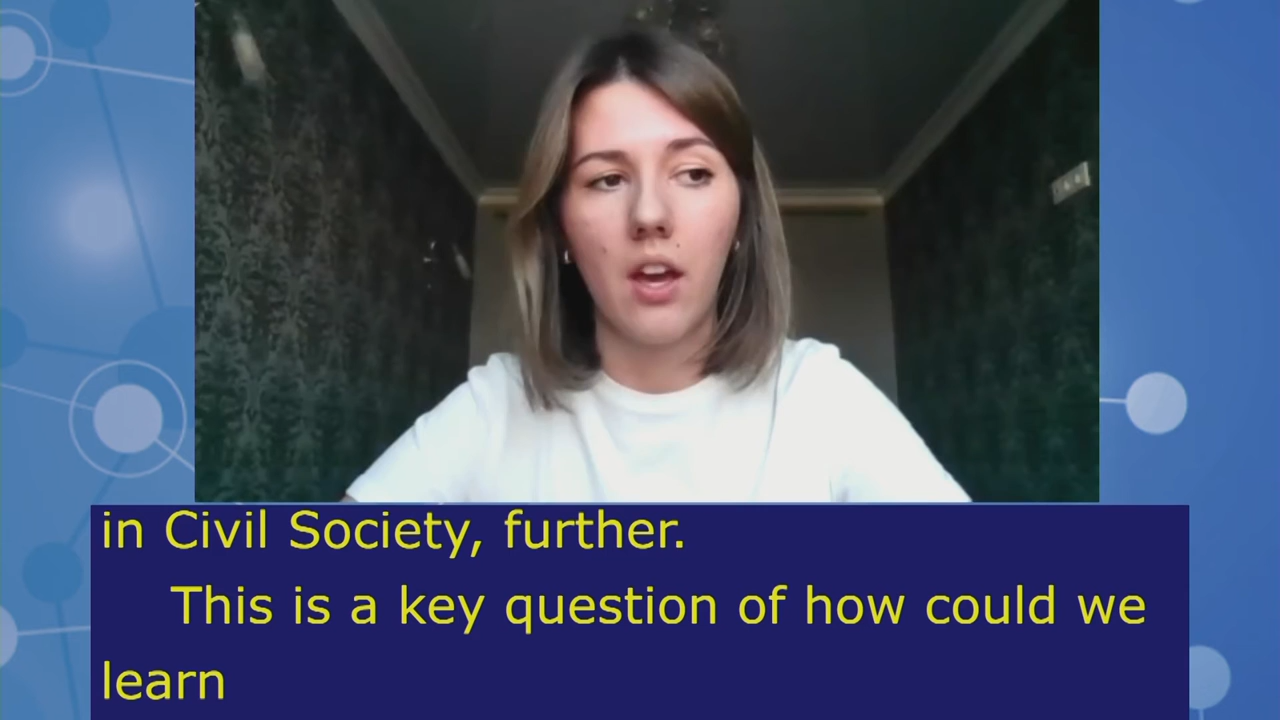 in Civil Society, further.
This is a key question of how could we
learn